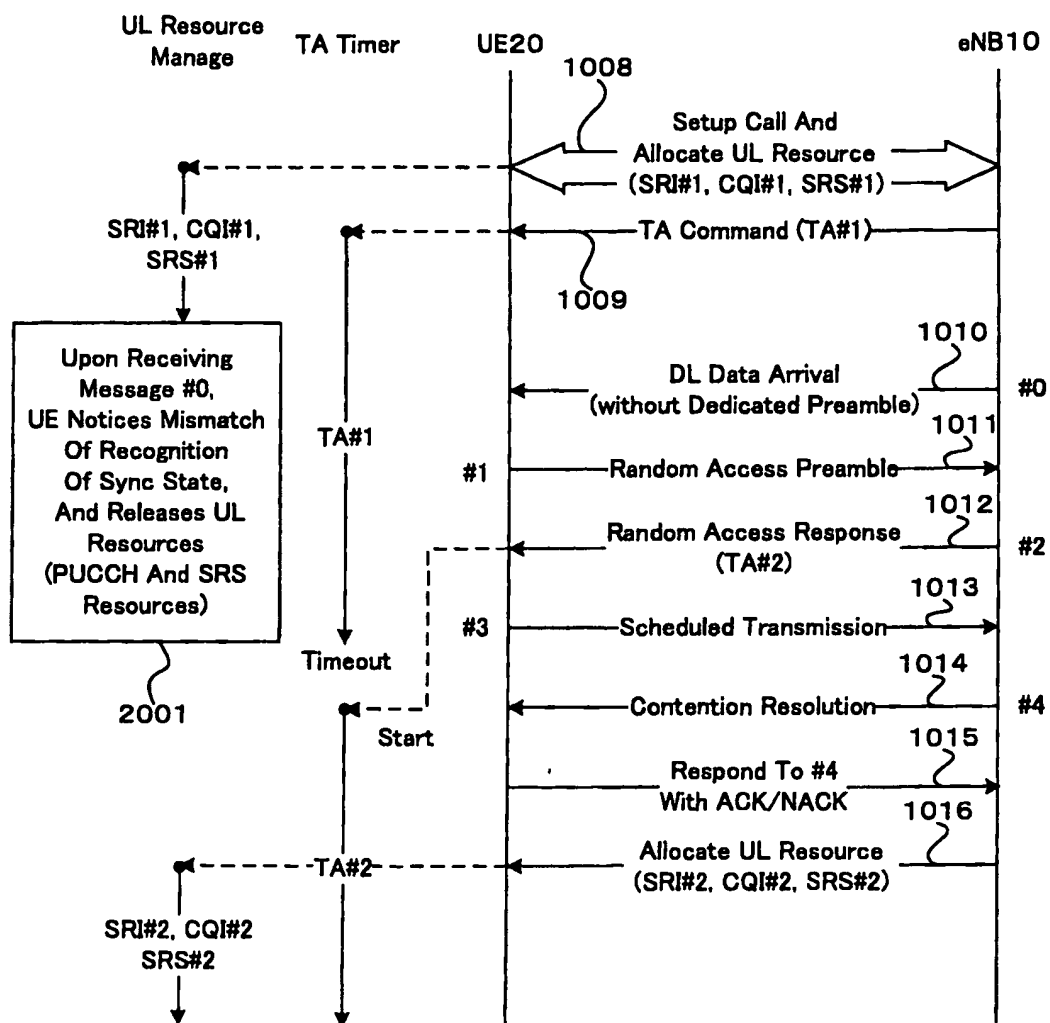 UL Resource
Manage
TA Timer
UE20
eNB10
1008
Setup Call And
Allocate UL Resource
(SRI#1, CQI#1, SRS#1)
SRI#1, CQI#1,
SRS#1
TA Command (TA#1)
1009
Upon Receiving
Message #0,
UE Notices Mismatch
Of Recognition
Of Sync State,
And Releases UL
Resources
(PUCCH And SRS
Resources)
2001
TA#1
1010
DL Data Arrival
(without Dedicated Preamble)
#0
1011
#1
Random Access Preamble
1012
Random Access Response
(TA#2)
#2
1013
#3
Scheduled Transmission
Timeout
1014
Contention Resolution
#4
Start
1015
Respond To #4
With ACK/NACK
1016
TA#2
Allocate UL Resource
(SRI#2, CQI#2, SRS#2)
SRI#2, CQI#2
SRS#2